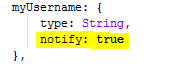 myUsername: {
type: String,
notify: true
},